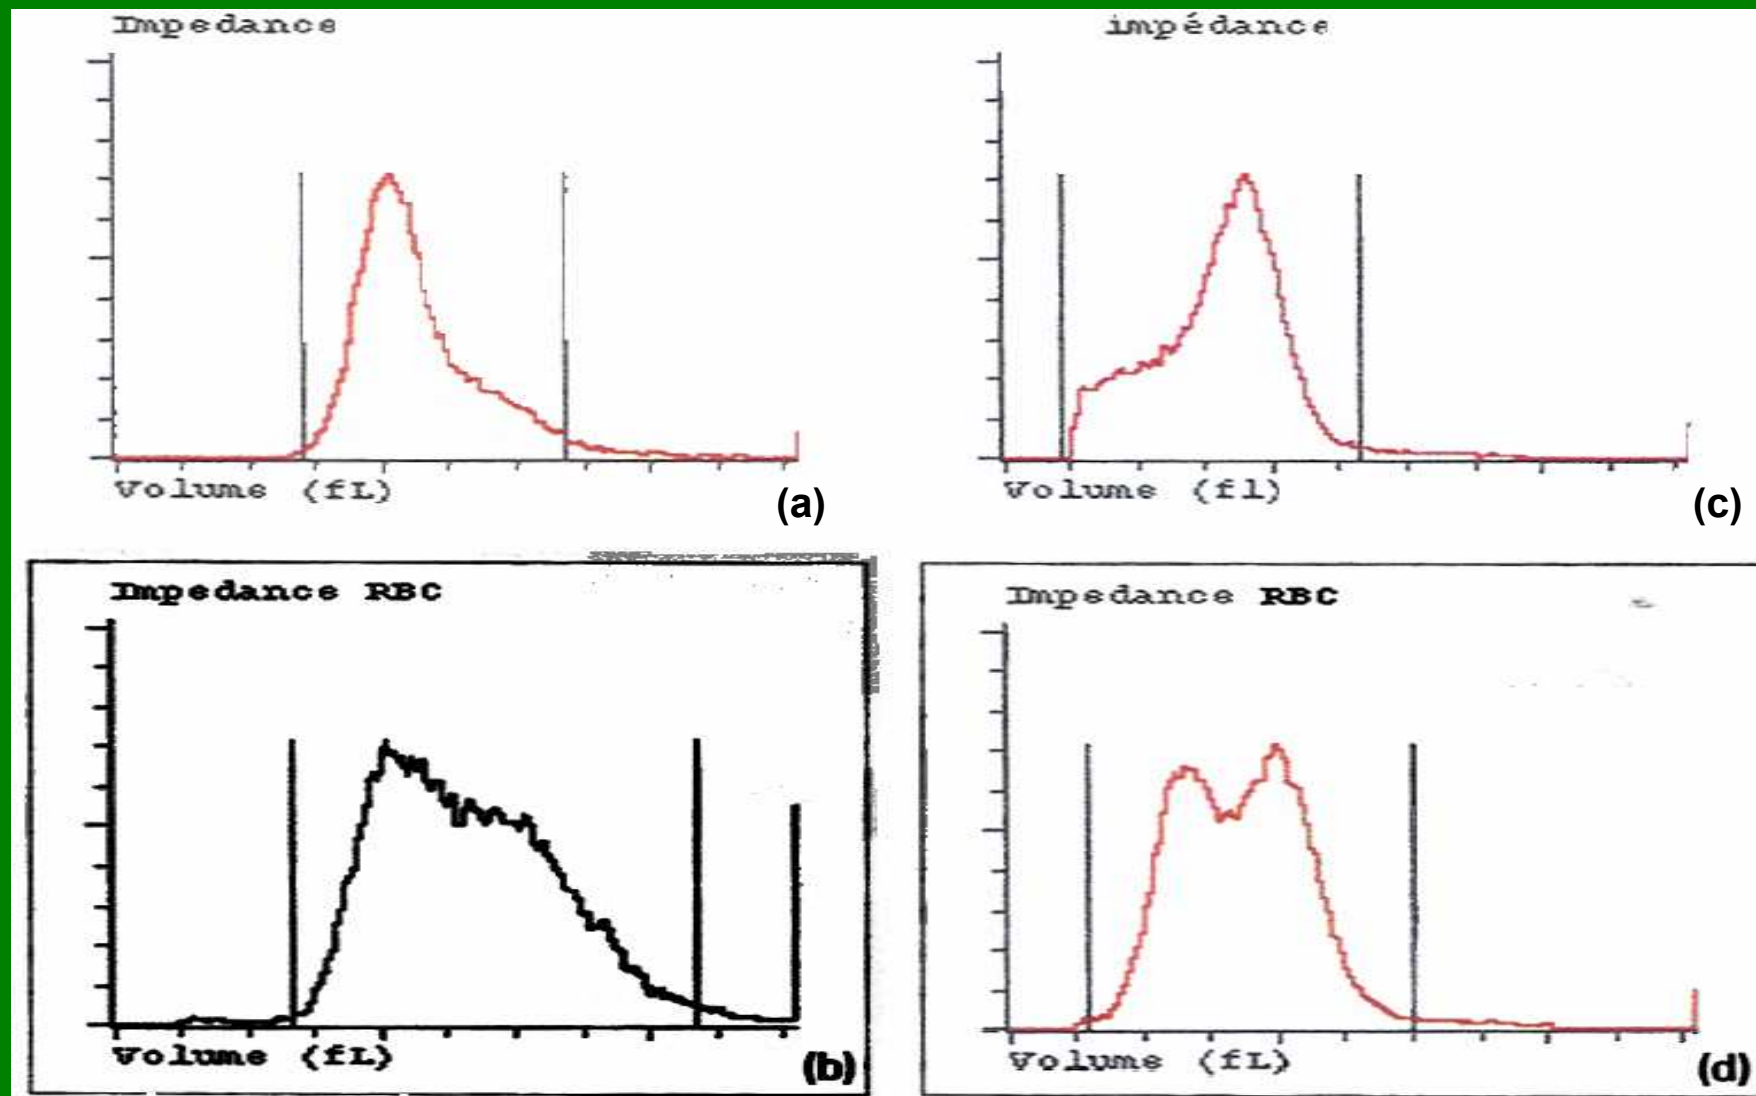 Impedance
Volume (fL)
(a)
impédance
Volume (fl)
(c)
Impedance RBC
Volume (fL)
(b)
Impedance RBC
Volume (fL)
(d)